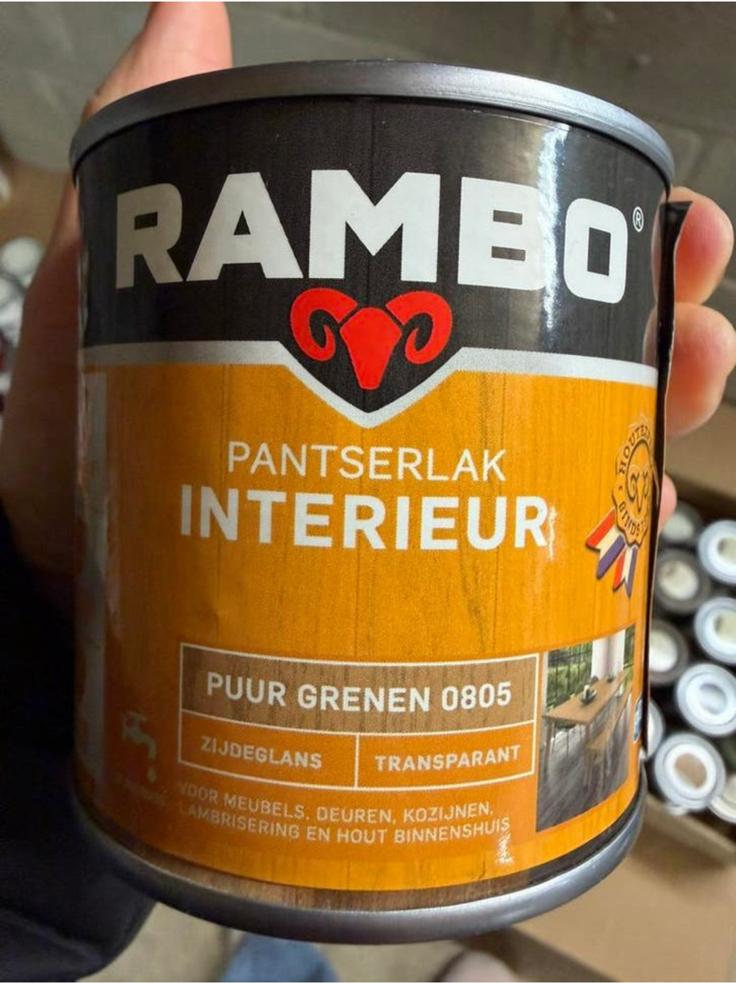 RAMBO®
PANTSERLAK
INTERIEUR
PUUR GRENEN 0805
ZIJDEGLANS
TRANSPARANT
VOOR MEUBELS, DEUREN, KOZIJNEN,
LAMBRISERING EN HOUT BINNENSHUIS